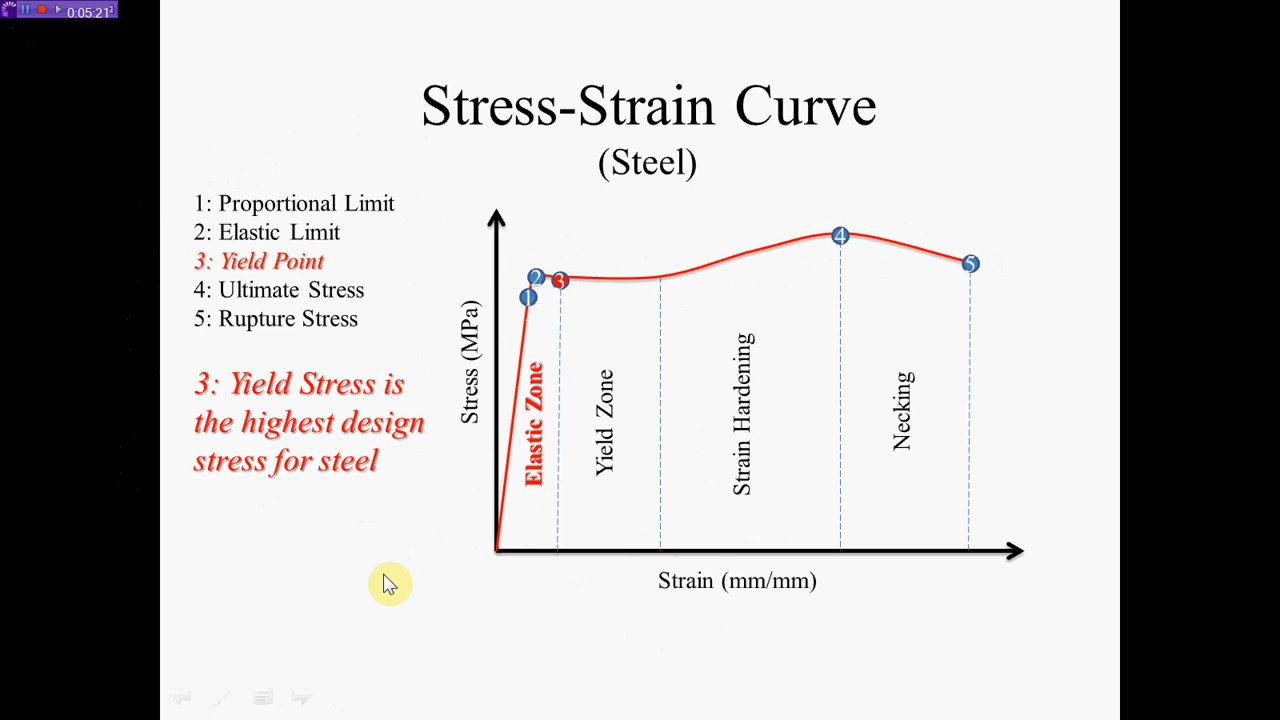 0:05:21
Stress-Strain Curve
(Steel)
1: Proportional Limit
2: Elastic Limit
3: Yield Point
4: Ultimate Stress
5: Rupture Stress
3: Yield Stress is
the highest design
stress for steel
Stress (MPa)
1
2
3
4
5
Elastic Zone
Yield Zone
Strain Hardening
Necking
Strain (mm/mm)